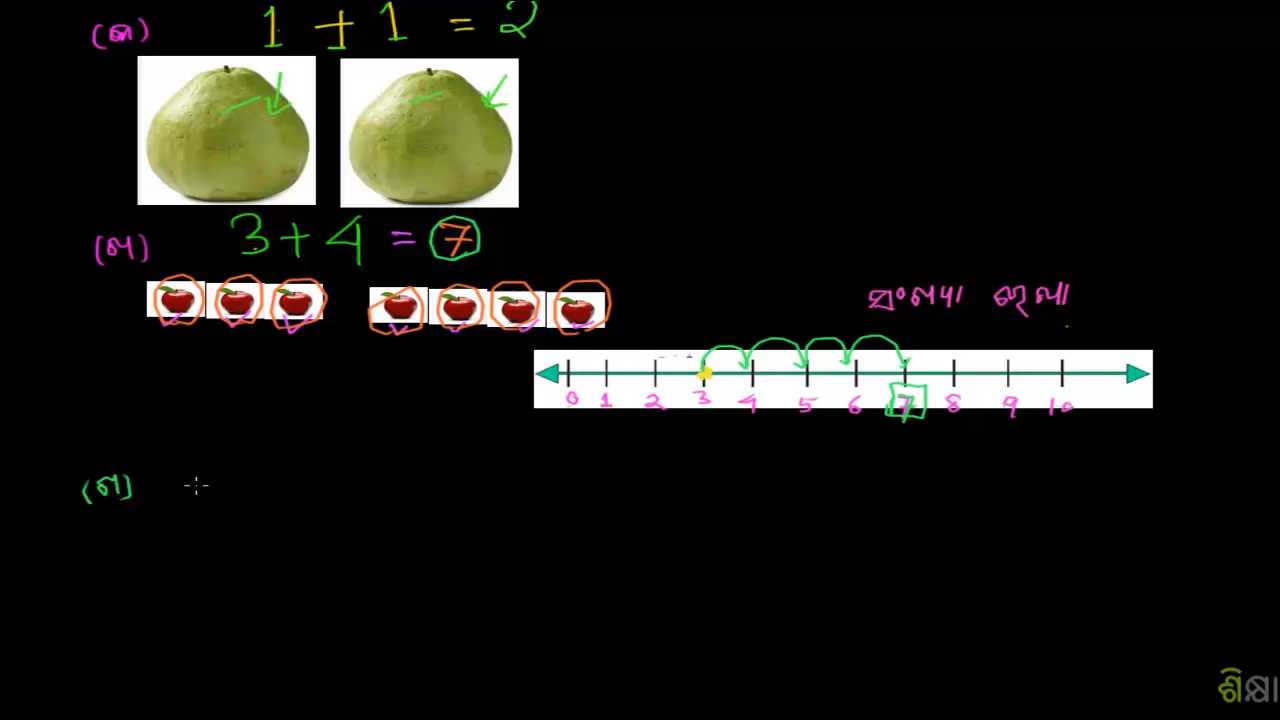 (କ) 1 + 1 = 2
(ଖ) 3 + 4 = 7
ସଂଖ୍ୟା ରେଖା
0 1 2 3 4 5 6 7 8 9 10
(ଗ)
ଶିକ୍ଷା